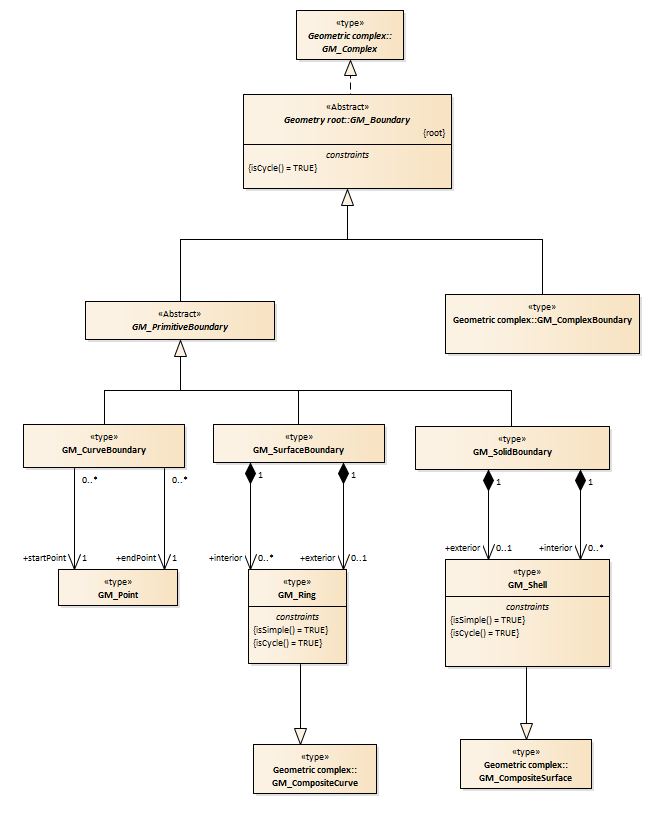 «type»
Geometric complex::
GM_Complex
«Abstract»
Geometry root::GM_Boundary
{root}
constraints
{isCycle() = TRUE}
«Abstract»
GM_PrimitiveBoundary
«type»
Geometric complex::GM_ComplexBoundary
«type»
GM_CurveBoundary
«type»
GM_SurfaceBoundary
«type»
GM_SolidBoundary
0..*
0..*
1
1
1
1
+startPoint
1
+endPoint
1
+interior
0..*
+exterior
0..1
+exterior
0..1
+interior
0..*
«type»
GM_Point
«type»
GM_Ring
constraints
{isSimple() = TRUE}
{isCycle() = TRUE}
«type»
GM_Shell
constraints
{isSimple() = TRUE}
{isCycle() = TRUE}
«type»
Geometric complex::
GM_CompositeCurve
«type»
Geometric complex::
GM_CompositeSurface